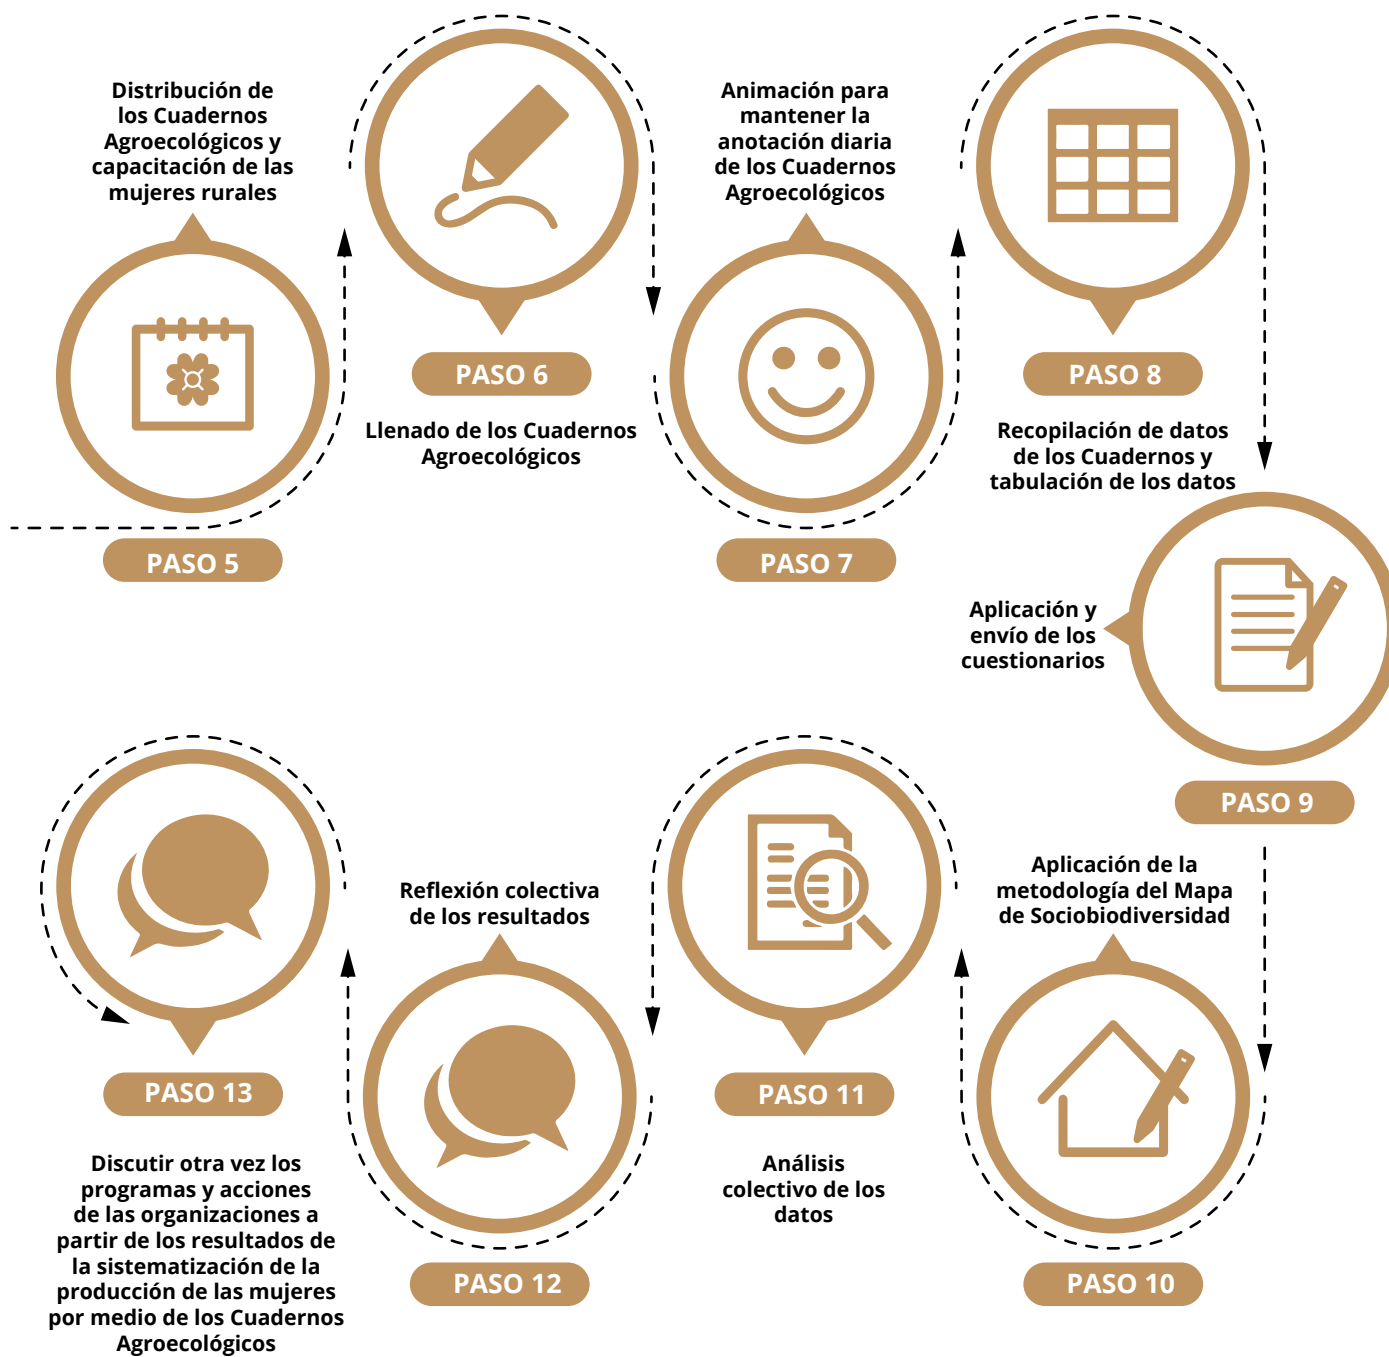 Distribución de
los Cuadernos
Agroecológicos y
capacitación de las
mujeres rurales
PASO 5
PASO 6
Llenado de los Cuadernos
Agroecológicos
Animación para
mantener la
anotación diaria
de los Cuadernos
Agroecológicos
PASO 7
PASO 8
Recopilación de datos
de los Cuadernos y
tabulación de los datos
Aplicación y
envío de los
cuestionarios
PASO 9
Aplicación de la
metodología del Mapa
de Sociobiodiversidad
PASO 10
PASO 11
Análisis
colectivo de los
datos
Reflexión colectiva
de los resultados
PASO 12
PASO 13
Discutir otra vez los
programas y acciones
de las organizaciones a
partir de los resultados de
la sistematización de la
producción de las mujeres
por medio de los Cuadernos
Agroecológicos